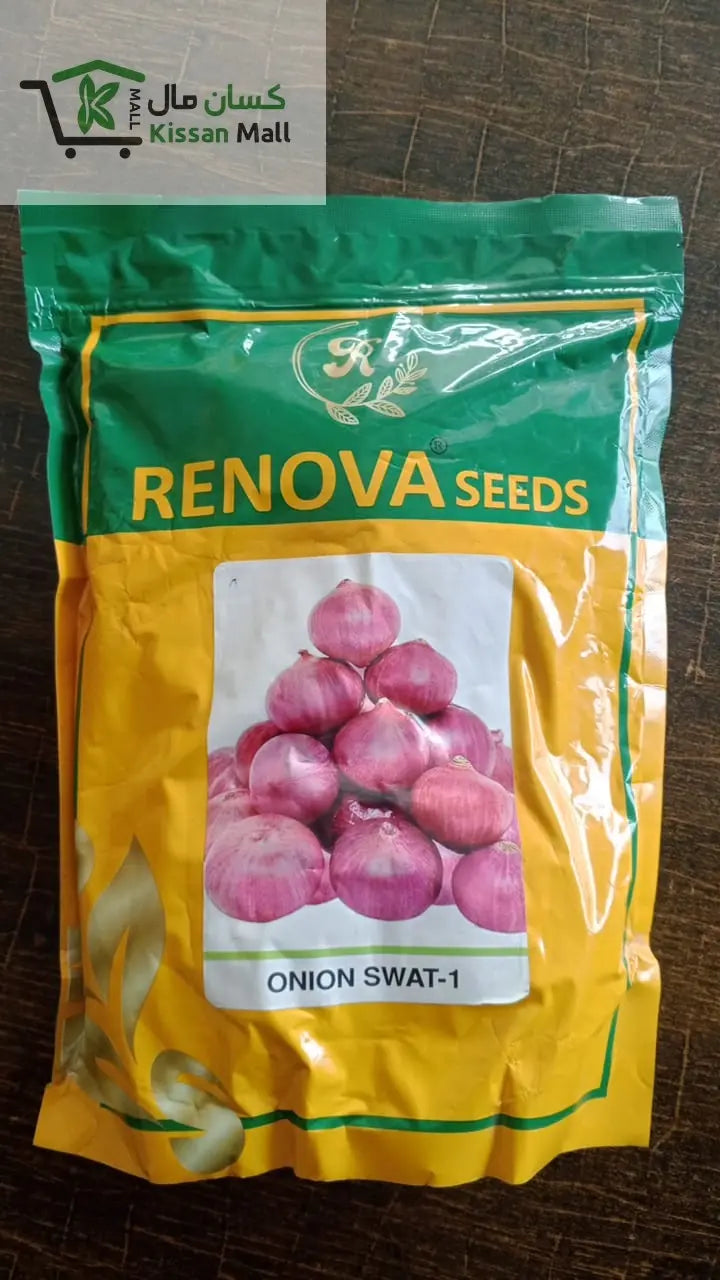 کسان مال
Kissan Mall
K MALL
R
RENOVA® SEEDS
ONION SWAT-1